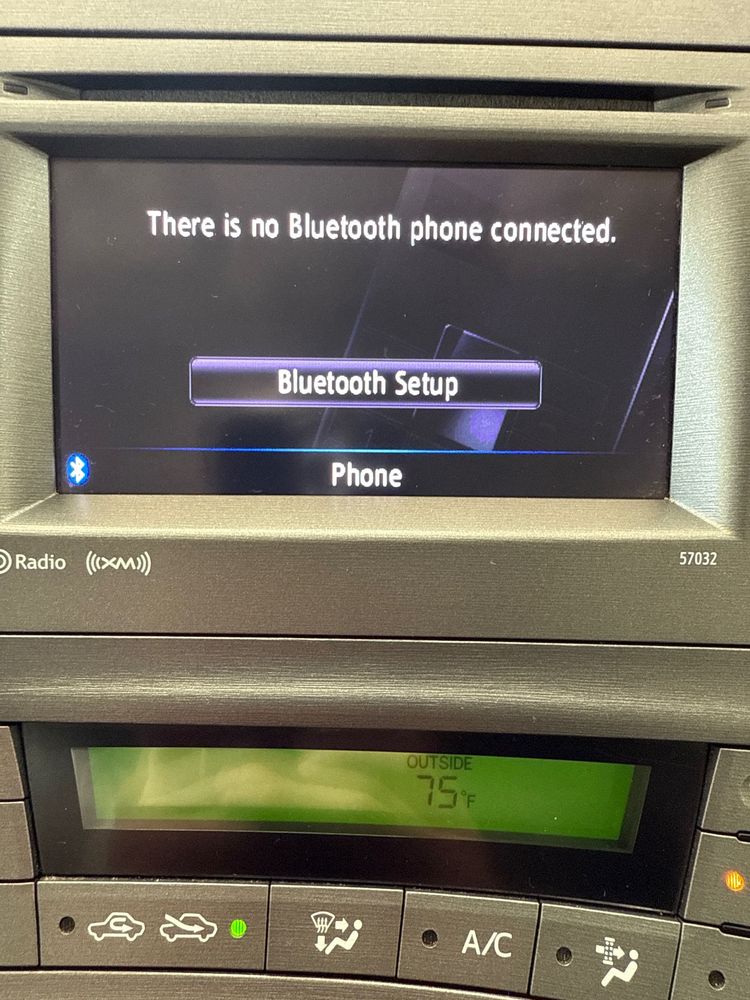 There is no Bluetooth phone connected.
Bluetooth Setup
Phone
Radio ((XM)) 57032
OUTSIDE
75°F
A/C